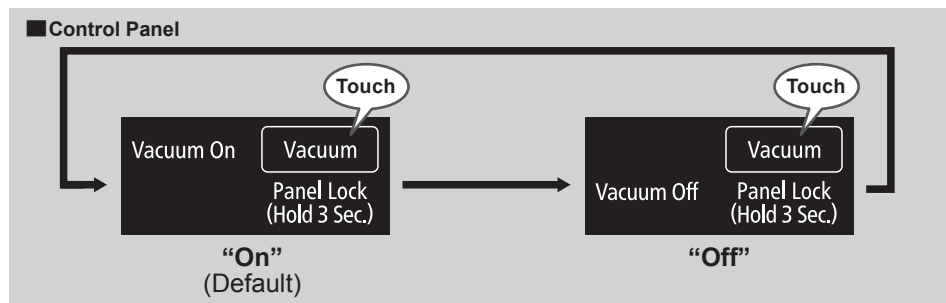 ■Control Panel
Touch
Touch
Vacuum On
Vacuum
Panel Lock
(Hold 3 Sec.)
Vacuum
Vacuum Off
Panel Lock
(Hold 3 Sec.)
“On”
(Default)
“Off”